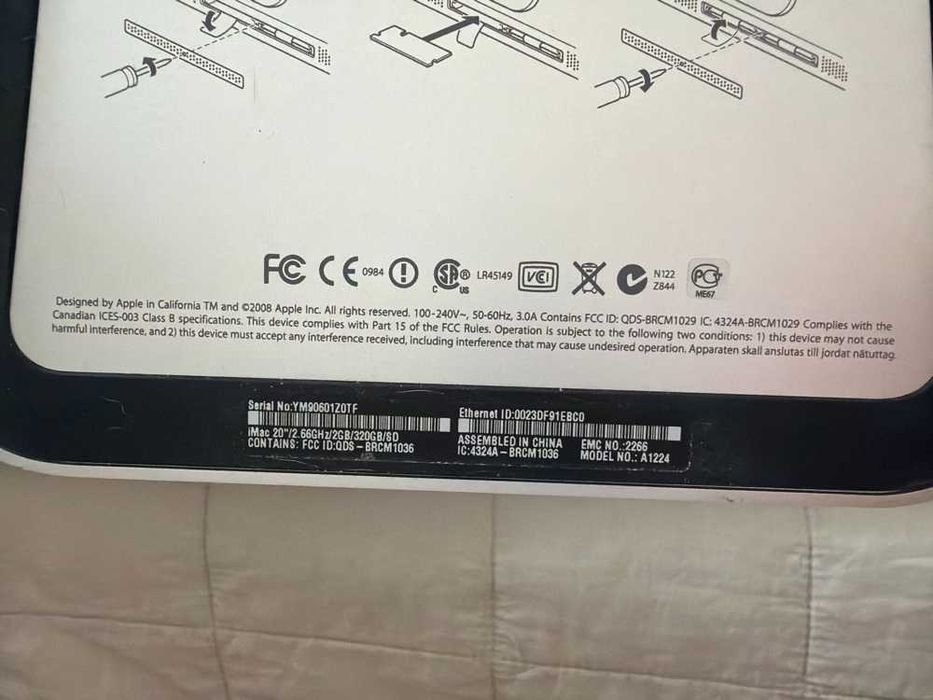 FC CE 0984 ! C SA® US LR45149 VCI C N122
Z844 PC
ME67
Designed by Apple in California TM and ©2008 Apple Inc. All rights reserved. 100-240V~, 50-60Hz, 3.0A Contains FCC ID: QDS-BRCM1029 IC: 4324A-BRCM1029 Complies with the
Canadian ICES-003 Class B specifications. This device complies with Part 15 of the FCC Rules. Operation is subject to the following two conditions: 1) this device may not cause
harmful interference, and 2) this device must accept any interference received, including interference that may cause undesired operation. Apparaten skall anslutas till jordat nätuttag.
Serial No:YM90601Z0TF
iMac 20"/2.66GHz/2GB/320GB/SD
CONTAINS: FCC ID:QDS-BRCM1036
Ethernet ID:0023DF91EBC0
ASSEMBLED IN CHINA EMC NO.:2266
IC:4324A-BRCM1036 MODEL NO.: A1224